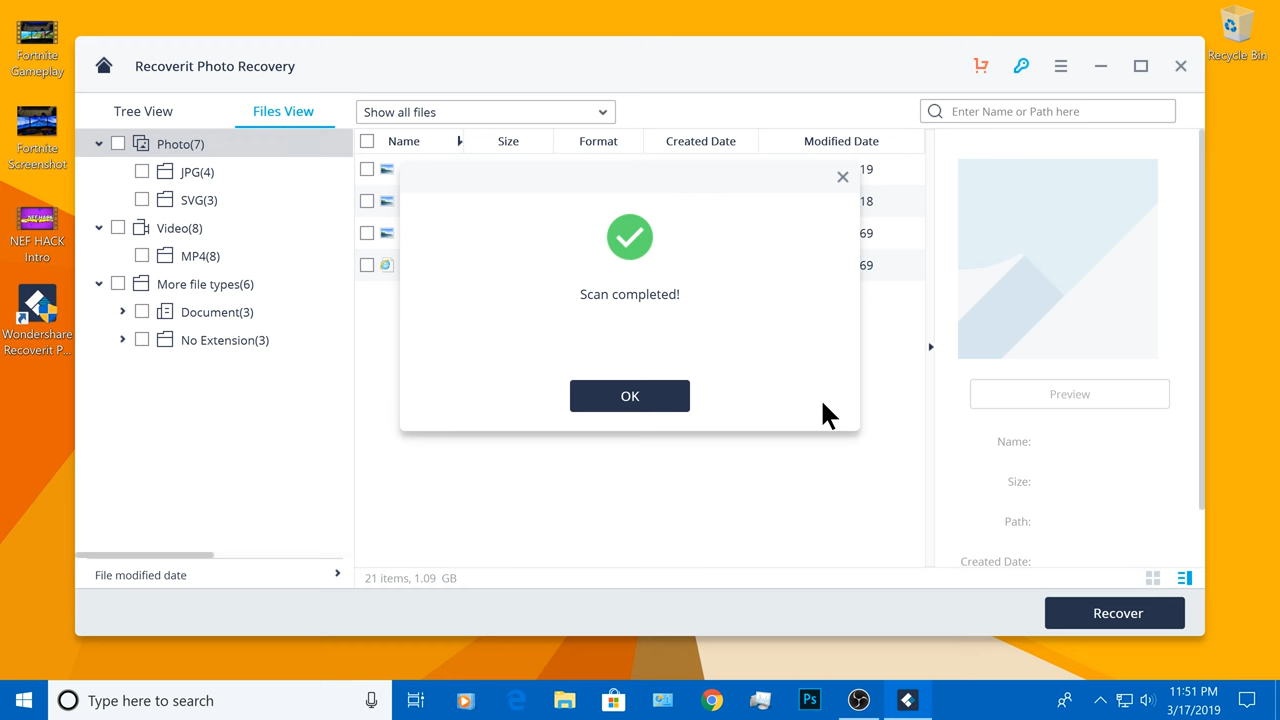 Fortnite
Gameplay
Fortnite
Screenshot
NEF HACK
Intro
Wondershare
Recoverit P...
Recycle Bin
Recoverit Photo Recovery
Tree View
Files View
Show all files
Enter Name or Path here
Photo(7)
JPG(4)
SVG(3)
Video(8)
MP4(8)
More file types(6)
Document(3)
No Extension(3)
File modified date
Name
Size
Format
Created Date
Modified Date
19
18
69
69
Scan completed!
OK
Preview
Name:
Size:
Path:
Created Date:
21 items, 1.09 GB
Recover
Type here to search
Ps
11:51 PM
3/17/2019